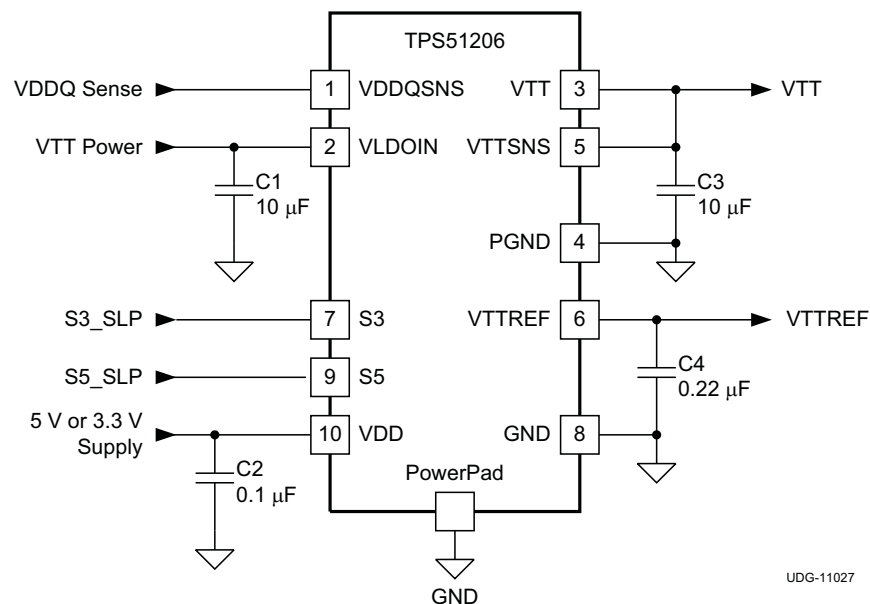 TPS51206
VDDQ Sense 1 VDDQSNS VTT 3 VTT
VTT Power 2 VLDOIN VTTSNS 5
C1
10 μF
C3
10 μF
PGND 4
S3_SLP 7 S3 VTTREF 6 VTTREF
S5_SLP 9 S5
C4
0.22 μF
5 V or 3.3 V
Supply
10 VDD GND 8
C2
0.1 μF
PowerPad
GND
UDG-11027